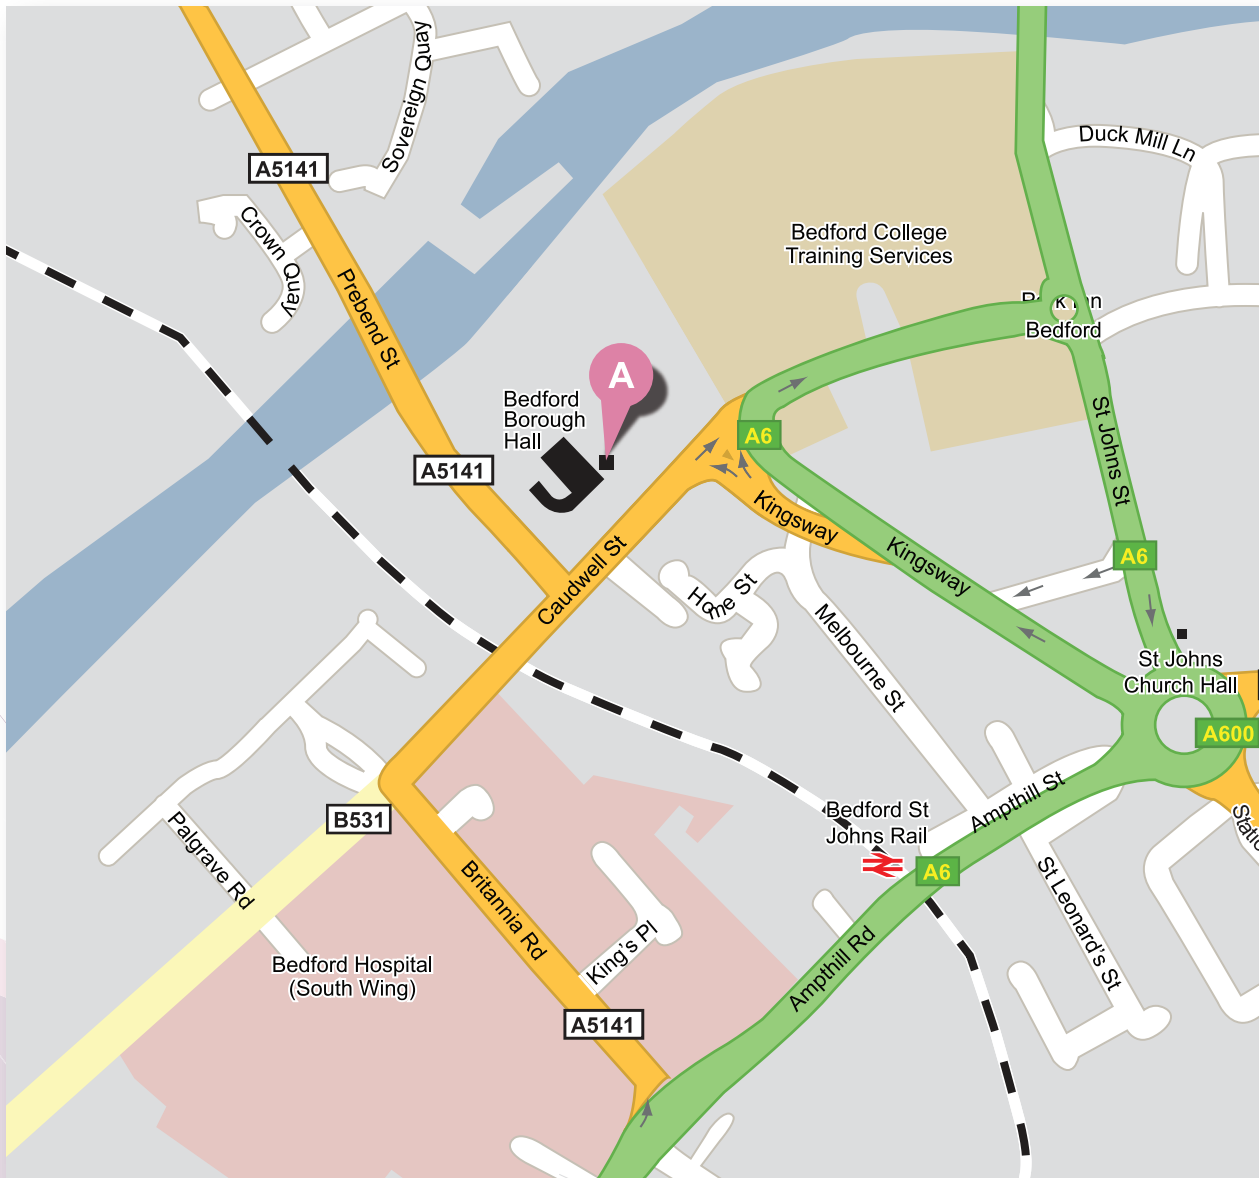 Sovereign Quay
A5141
Duck Mill Ln
Crown Quay
Bedford College
Training Services
Prebend St
Bedford
A
Bedford
Borough
Hall
A6
St Johns St
A5141
Kingsway
Kingsway
A6
Caudwell St
Home St
Melbourne St
St Johns
Church Hall
A600
Ampthill St
B531
Bedford St
Johns Rail
Palgrave Rd
A6
Britannia Rd
St Leonard's St
King's Pl
Bedford Hospital
(South Wing)
Ampthill Rd
A5141